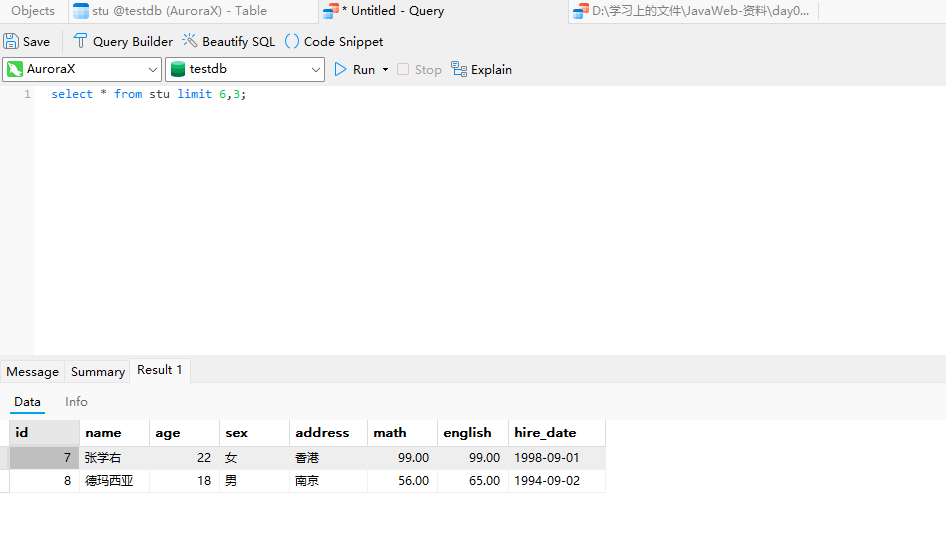 Objects stu @testdb (AuroraX) - Table * Untitled - Query D:\学习上的文件\JavaWeb-资料\day0...
Save Query Builder Beautify SQL () Code Snippet
AuroraX testdb Run Stop Explain
1 select * from stu limit 6,3;
Message Summary Result 1
Data Info
id name age sex address math english hire_date
7 张学右 22 女 香港 99.00 99.00 1998-09-01
8 德玛西亚 18 男 南京 56.00 65.00 1994-09-02